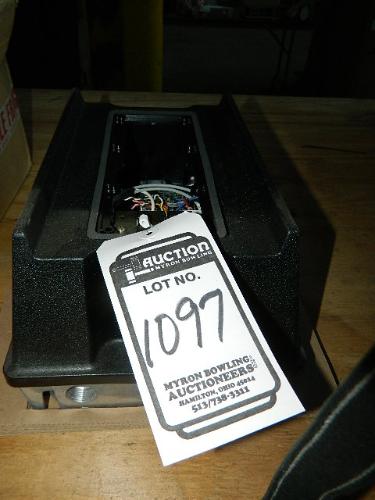 AUCTION
MYRON BOWLING
LOT NO.
1097
MYRON BOWLING
AUCTIONEERS
HAMILTON, OHIO 45014
513/738-3311